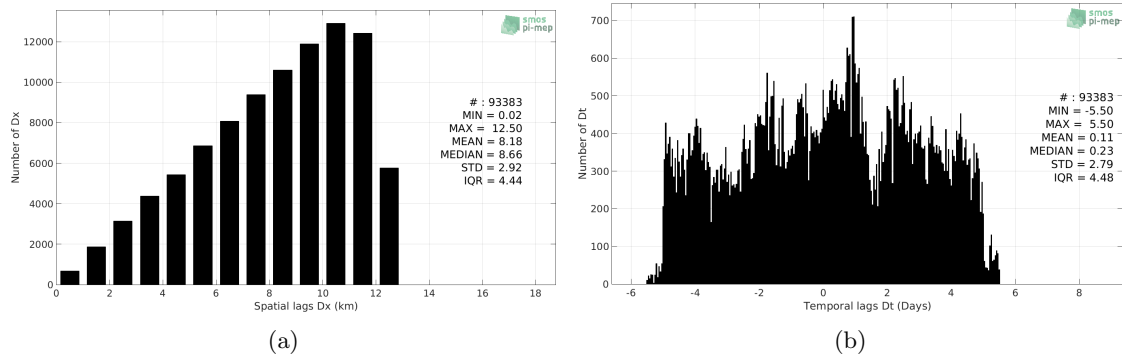 smos
pi-mep
12000
10000
8000
6000
4000
2000
0
Number of Dx
# : 93383
MIN = 0.02
MAX = 12.50
MEAN = 8.18
MEDIAN = 8.66
STD = 2.92
IQR = 4.44
0 2 4 6 8 10 12 14 16 18
Spatial lags Dx (km)
(a)
smos
pi-mep
700
600
500
400
300
200
100
0
Number of Dt
# : 93383
MIN = -5.50
MAX = 5.50
MEAN = 0.11
MEDIAN = 0.23
STD = 2.79
IQR = 4.48
-6 -4 -2 0 2 4 6 8
Temporal lags Dt (Days)
(b)